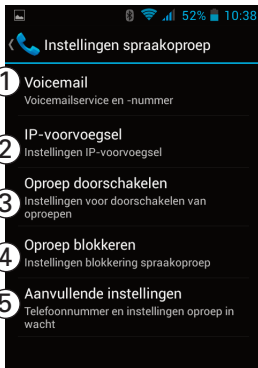 52% 10:38
Instellingen spraakoproep
1 Voicemail
Voicemailservice en -nummer
2 IP-voorvoegsel
Instellingen IP-voorvoegsel
3 Oproep doorschakelen
Instellingen voor doorschakelen van
oproepen
4 Oproep blokkeren
Instellingen blokkering spraakoproep
5 Aanvullende instellingen
Telefoonnummer en instellingen oproep in
wacht